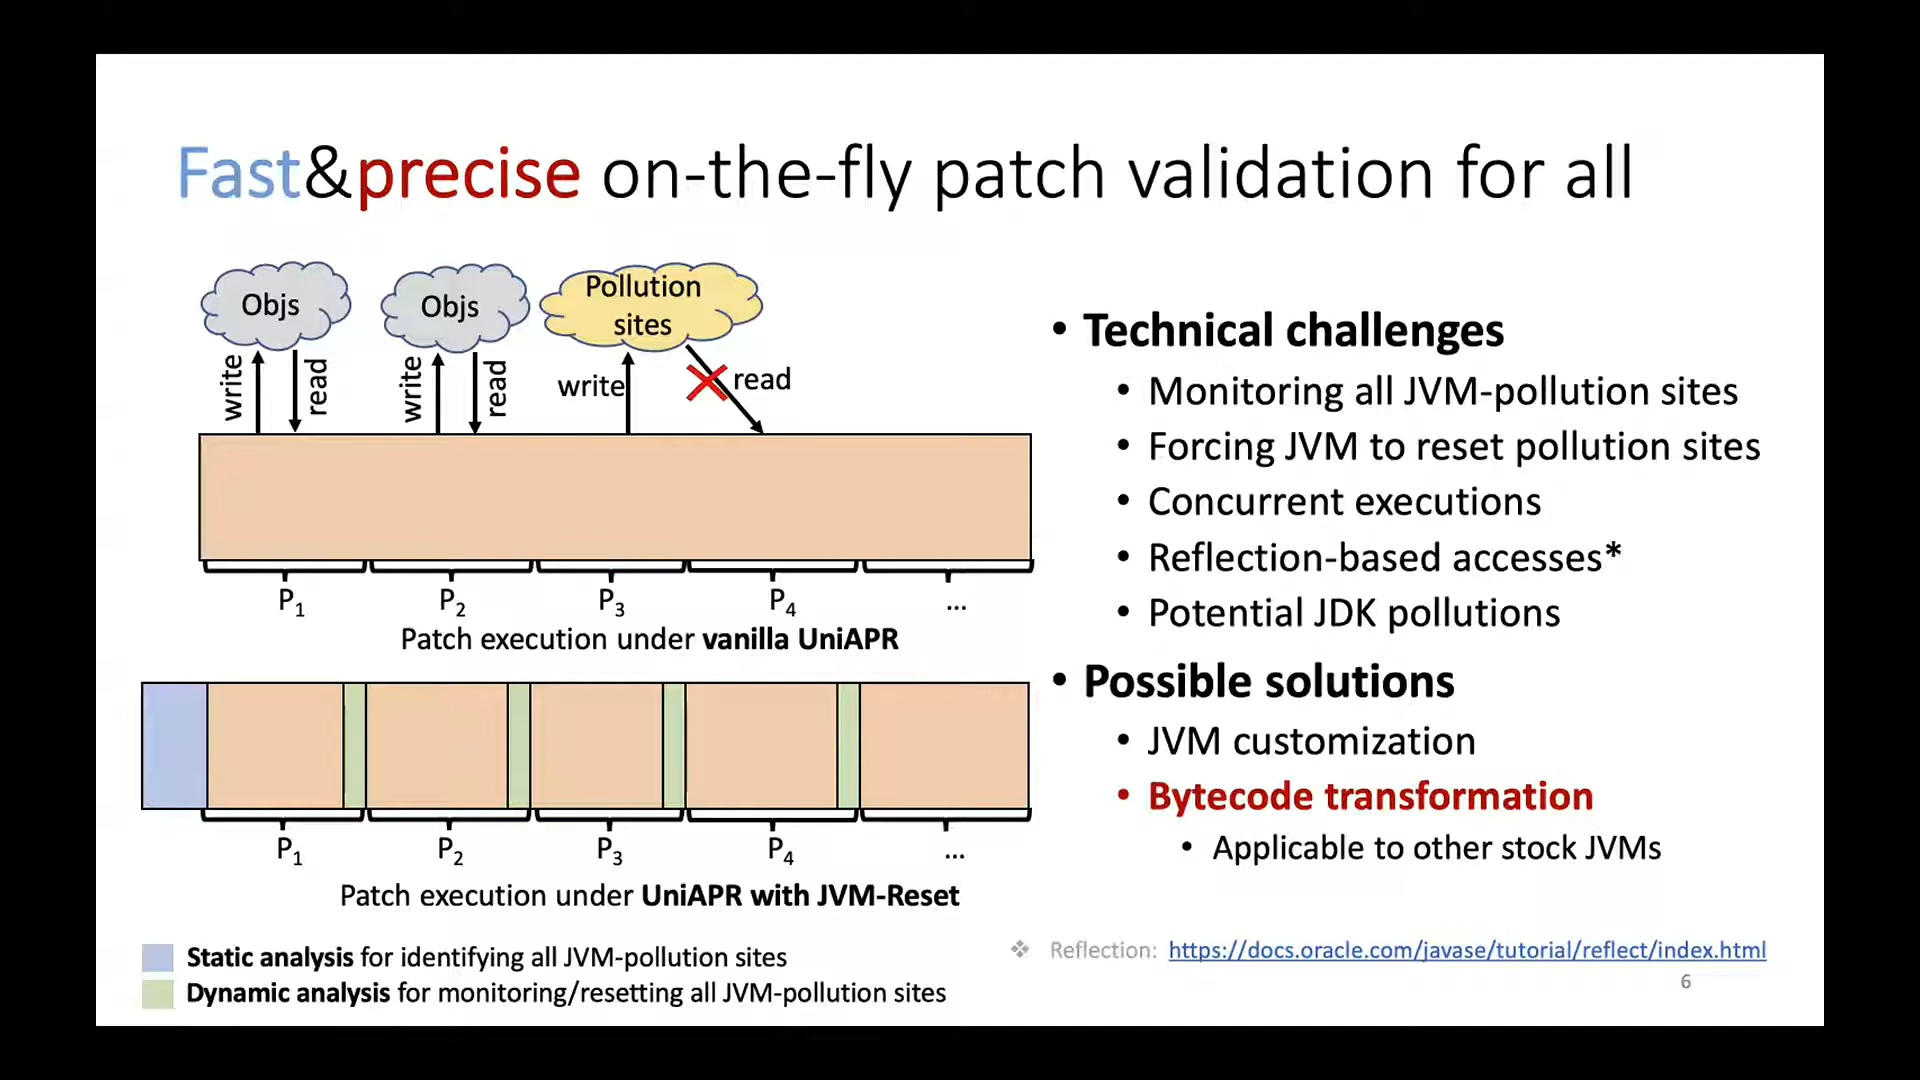 Fast&precise on-the-fly patch validation for all
Objs
Objs
Pollution
sites
write
read
write
read
write
read
P1
P2
P3
P4
...
Patch execution under vanilla UniAPR
P1
P2
P3
P4
...
Patch execution under UniAPR with JVM-Reset
Static analysis for identifying all JVM-pollution sites
Dynamic analysis for monitoring/resetting all JVM-pollution sites
• Technical challenges
• Monitoring all JVM-pollution sites
• Forcing JVM to reset pollution sites
• Concurrent executions
• Reflection-based accesses*
• Potential JDK pollutions
• Possible solutions
• JVM customization
• Bytecode transformation
• Applicable to other stock JVMs
❖ Reflection: https://docs.oracle.com/javase/tutorial/reflect/index.html
6